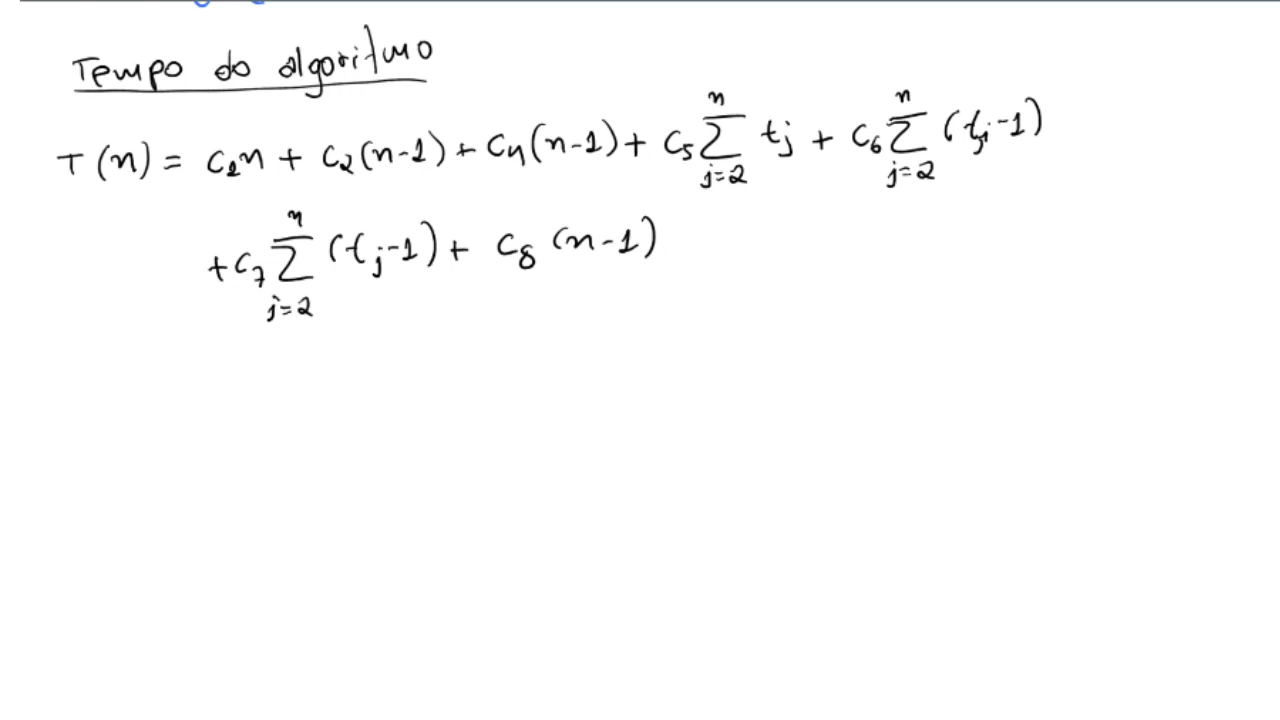 Tempo do algoritmo
T(n) = c₁n + c₂(n-1) + c₄(n-1) + c₅ ∑_{j=2}^{n} tj + c₆ ∑_{j=2}^{n} (tj-1)
+ c₇ ∑_{j=2}^{n} (tj-1) + c₈ (n-1)